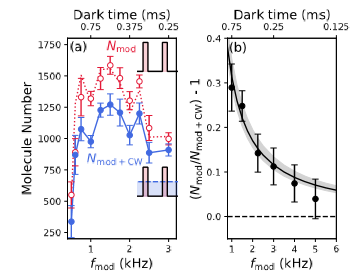 Dark time (ms)
0.75 0.375 0.25
(a)
N_mod
1750
1500
1250
1000
750
500
250
Molecule Number
N_mod+CW
1 2 3
f_mod (kHz)
Dark time (ms)
0.75 0.25 0.125
(b)
0.4
0.3
0.2
0.1
0.0
(N_mod/N_mod+CW) - 1
1 2 3 4 5 6
f_mod (kHz)